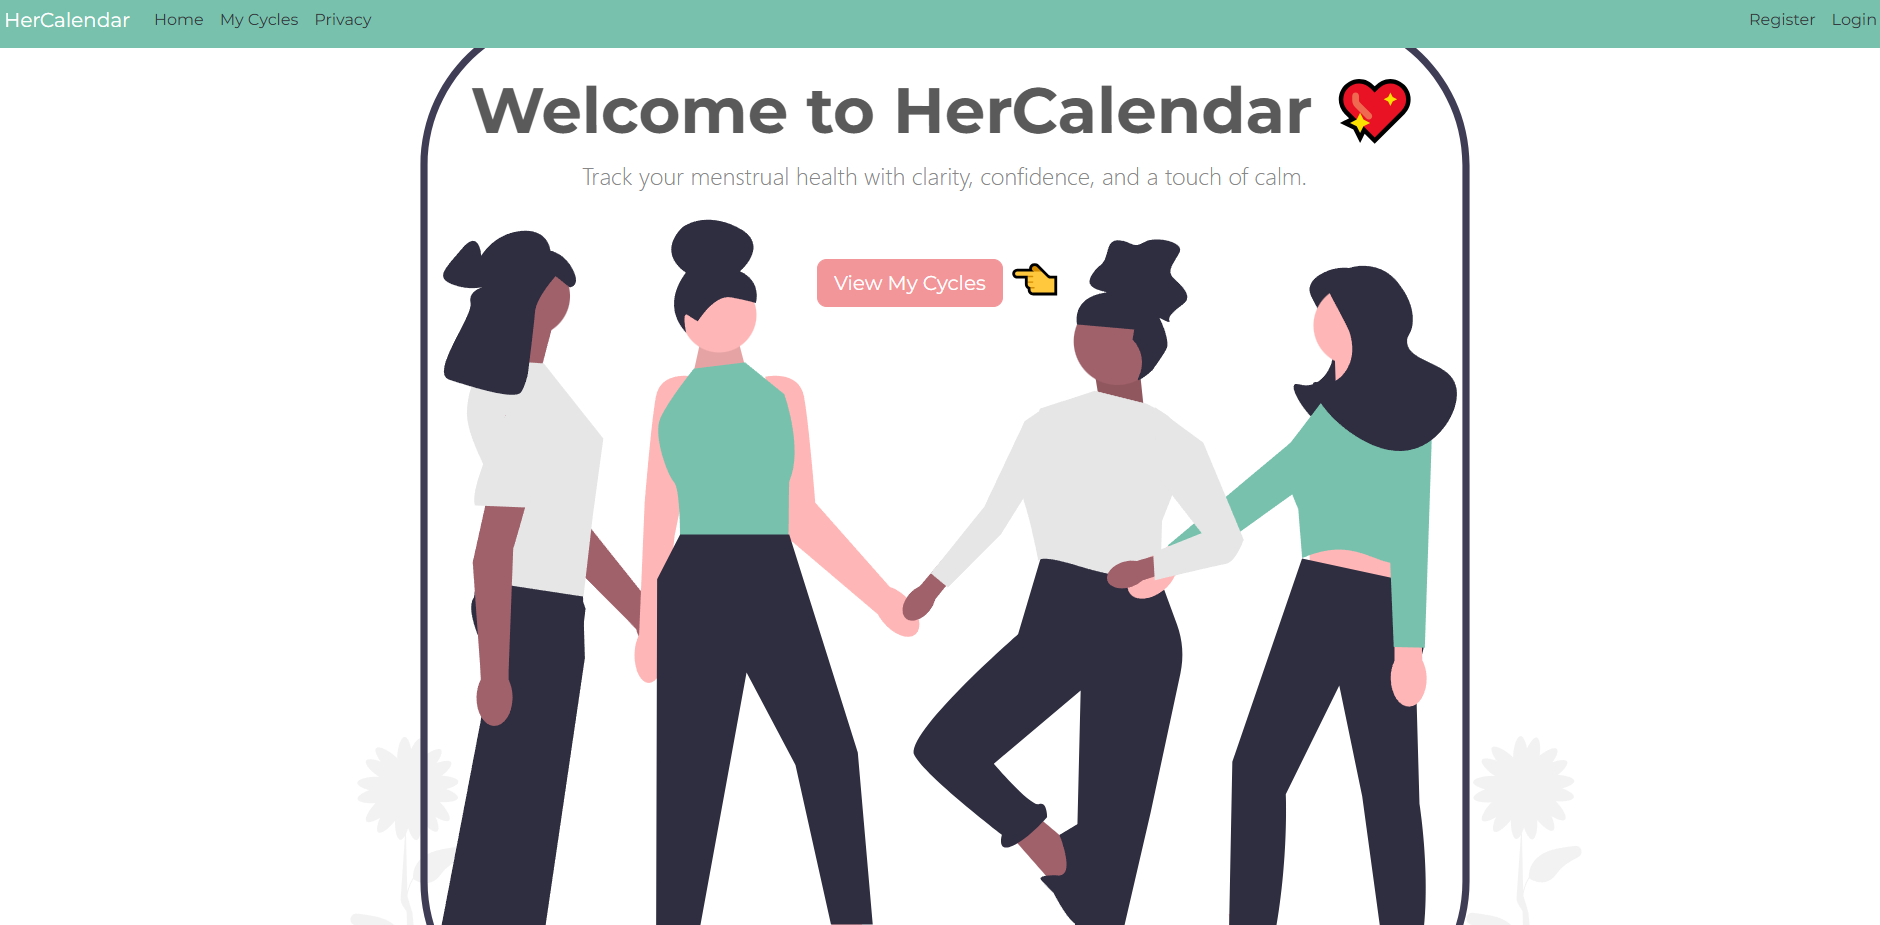 HerCalendar Home My Cycles Privacy Register Login
Welcome to HerCalendar
Track your menstrual health with clarity, confidence, and a touch of calm.
View My Cycles